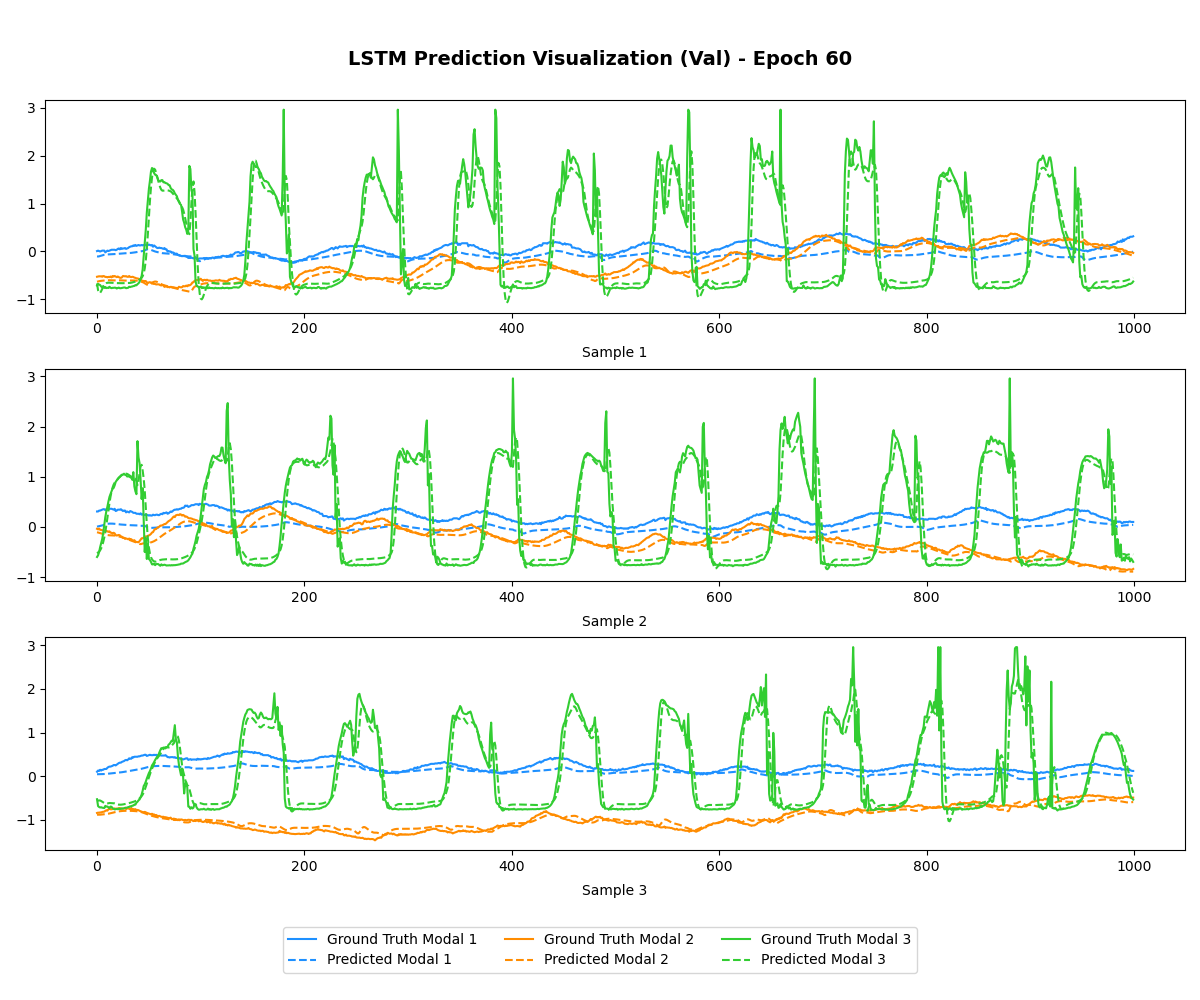 LSTM Prediction Visualization (Val) - Epoch 60
3
2
1
0
−1
0 200 400 600 800 1000
Sample 1
3
2
1
0
−1
0 200 400 600 800 1000
Sample 2
3
2
1
0
−1
0 200 400 600 800 1000
Sample 3
Ground Truth Modal 1 Ground Truth Modal 2 Ground Truth Modal 3
Predicted Modal 1 Predicted Modal 2 Predicted Modal 3